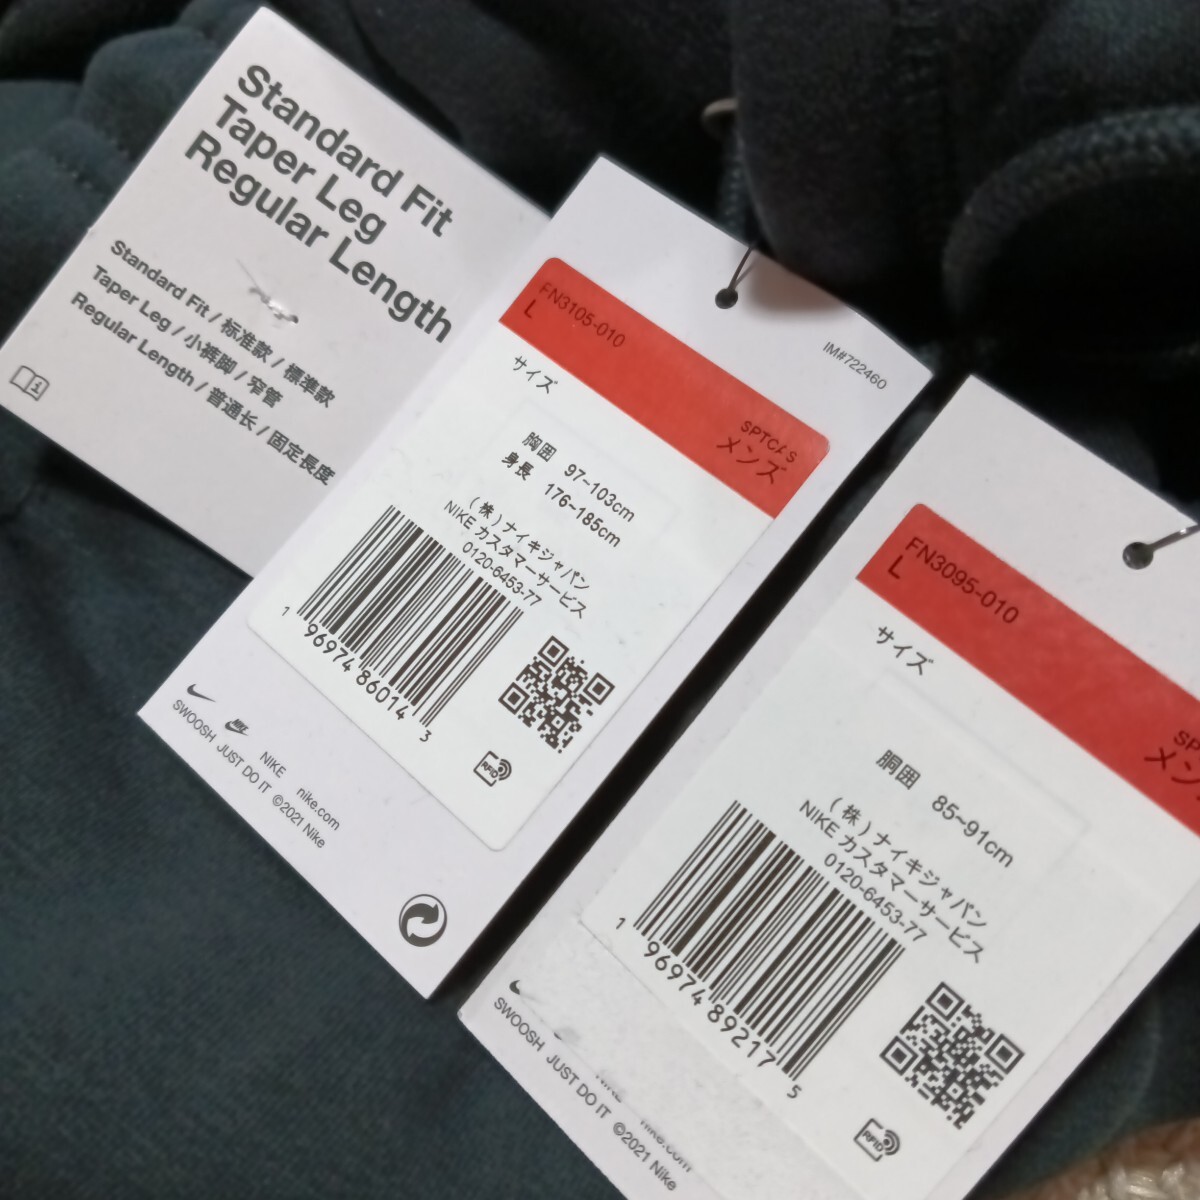 Standard Fit
Taper Leg
Regular Length
Standard Fit / 标准款 / 標準款
Taper Leg / 小裤脚 / 窄管
Regular Length / 普通长 / 固定長度
IM#722460
FN3105-010
L
SPTCAS
メンズ
サイズ
胸囲 97~103cm
身長 176~185cm
(株)ナイキジャパン
NIKE カスタマーサービス
0120-6453-77
1 96974 86014 3
RFID
NIKE nike.com
SWOOSH JUST DO IT ©2021 Nike
FN3095-010
L
メン
サイズ
胴囲 85~91cm
(株)ナイキジャパン
NIKE カスタマーサービス
0120-6453-77
1 96974 89217 5
RFID
NIKE nike.com
SWOOSH JUST DO IT ©2021 Nike